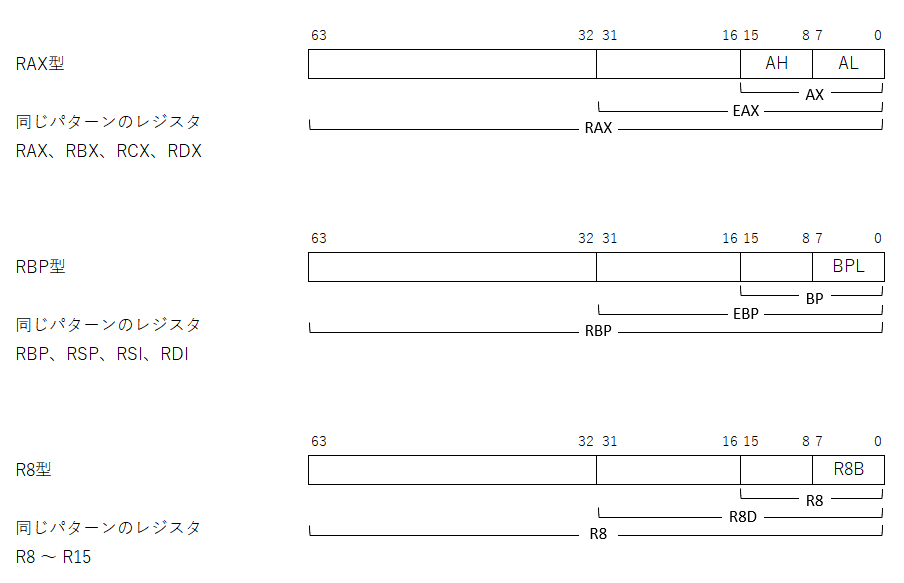 63 32 31 16 15 8 7 0
RAX型 AH AL
AX
EAX
同じパターンのレジスタ
RAX
RAX、RBX、RCX、RDX
63 32 31 16 15 8 7 0
RBP型 BPL
BP
EBP
同じパターンのレジスタ
RBP
RBP、RSP、RSI、RDI
63 32 31 16 15 8 7 0
R8型 R8B
R8
R8D
同じパターンのレジスタ
R8
R8 ～ R15